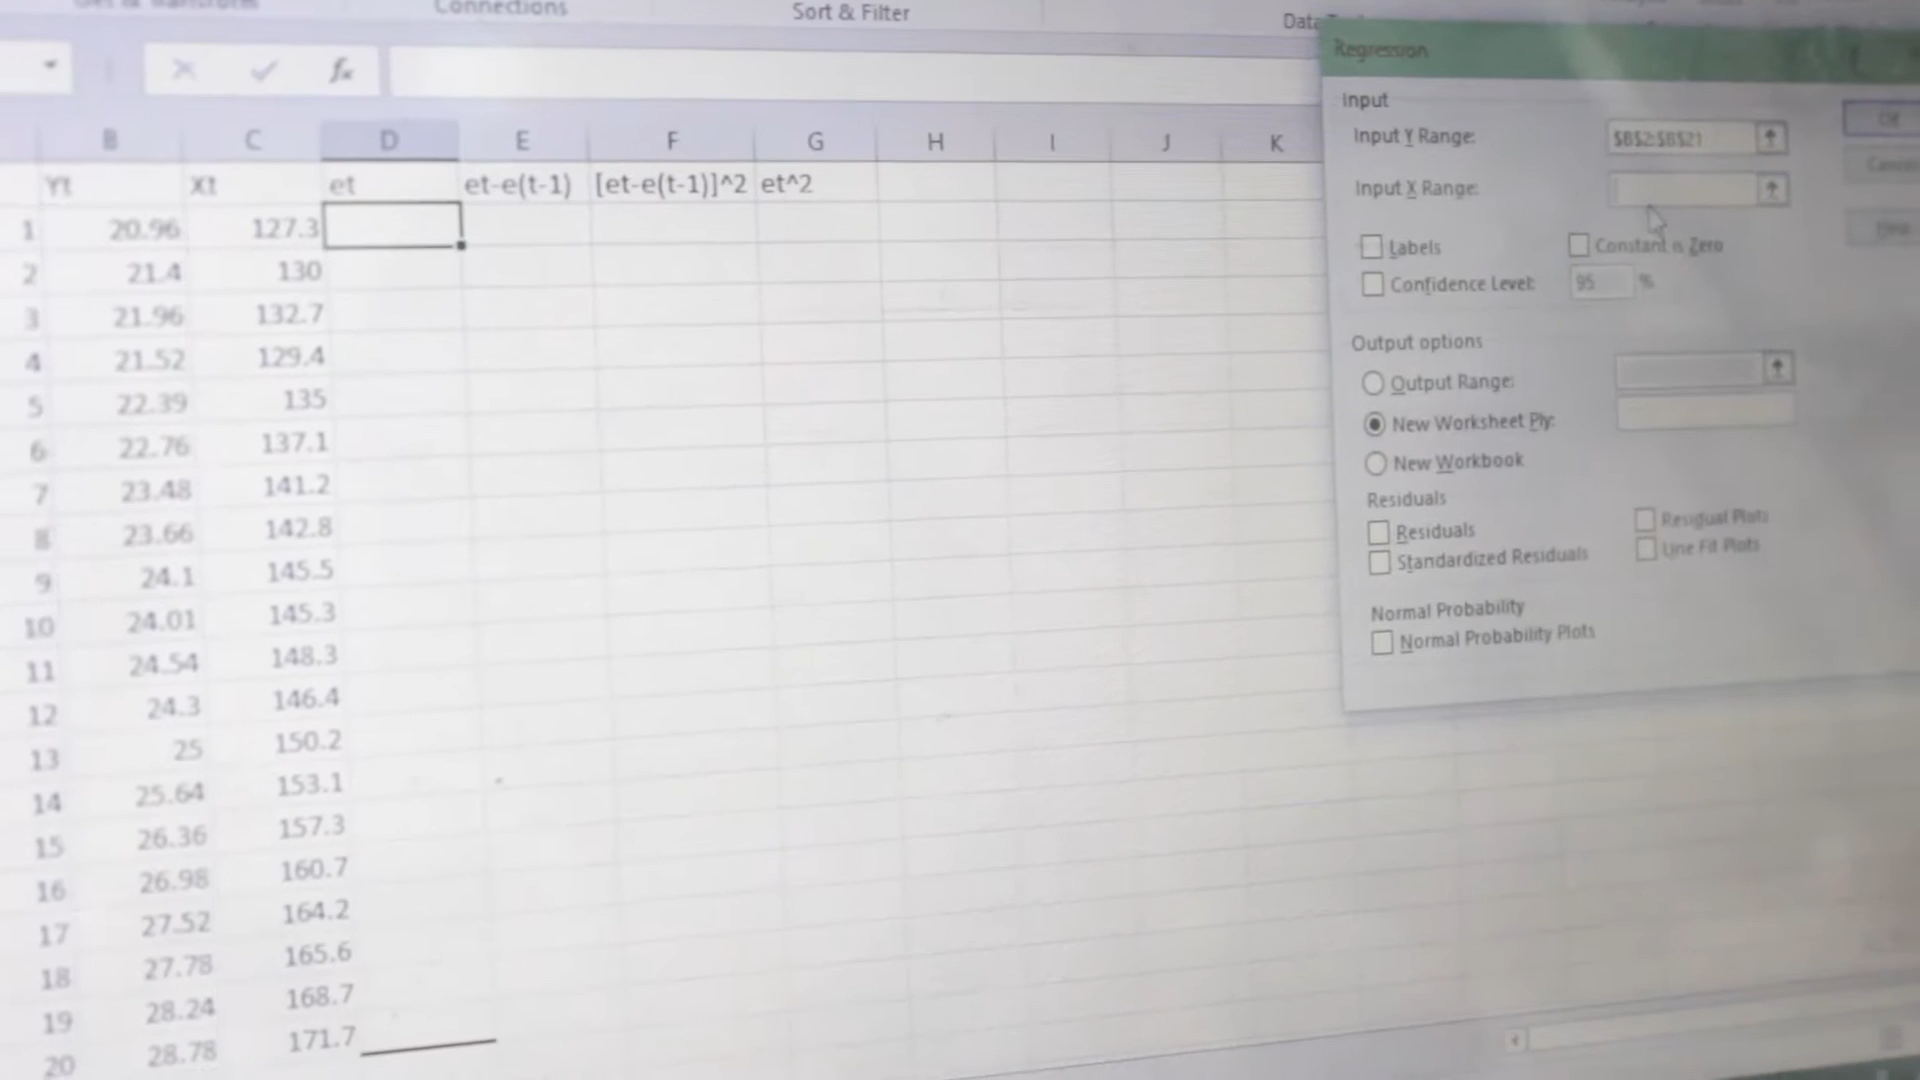 Connections
Sort & Filter
Data
fx
B C D E F G H I J K
Yt Xt et et-e(t-1) [et-e(t-1)]^2 et^2
1 20.96 127.3
2 21.4 130
3 21.96 132.7
4 21.52 129.4
5 22.39 135
6 22.76 137.1
7 23.48 141.2
8 23.66 142.8
9 24.1 145.5
10 24.01 145.3
11 24.54 148.3
12 24.3 146.4
13 25 150.2
14 25.64 153.1
15 26.36 157.3
16 26.98 160.7
17 27.52 164.2
18 27.78 165.6
19 28.24 168.7
20 28.78 171.7
Regression
Input
Input Y Range: $B$2:$B$21
Input X Range:
Labels
Constant is Zero
Confidence Level: 95 %
Output options
Output Range:
New Worksheet Ply:
New Workbook
Residuals
Residuals
Residual Plots
Standardized Residuals
Line Fit Plots
Normal Probability
Normal Probability Plots
OK
Cancel